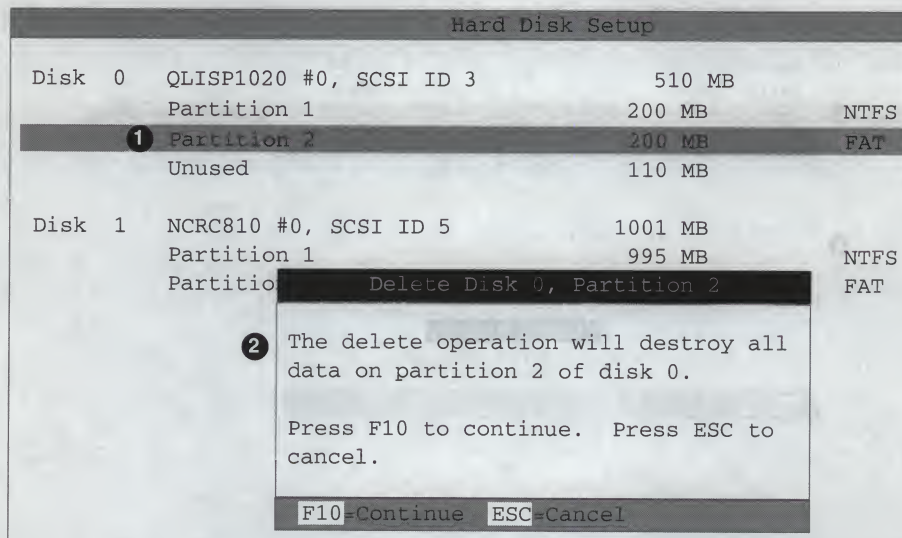 Hard Disk Setup
Disk 0 QLISP1020 #0, SCSI ID 3 510 MB
Partition 1 200 MB NTFS
1 Partition 2 200 MB FAT
Unused 110 MB
Disk 1 NCRC810 #0, SCSI ID 5 1001 MB
Partition 1 995 MB NTFS
Partitio FAT
Delete Disk 0, Partition 2
2 The delete operation will destroy all
data on partition 2 of disk 0.
Press F10 to continue. Press ESC to
cancel.
F10=Continue ESC=Cancel